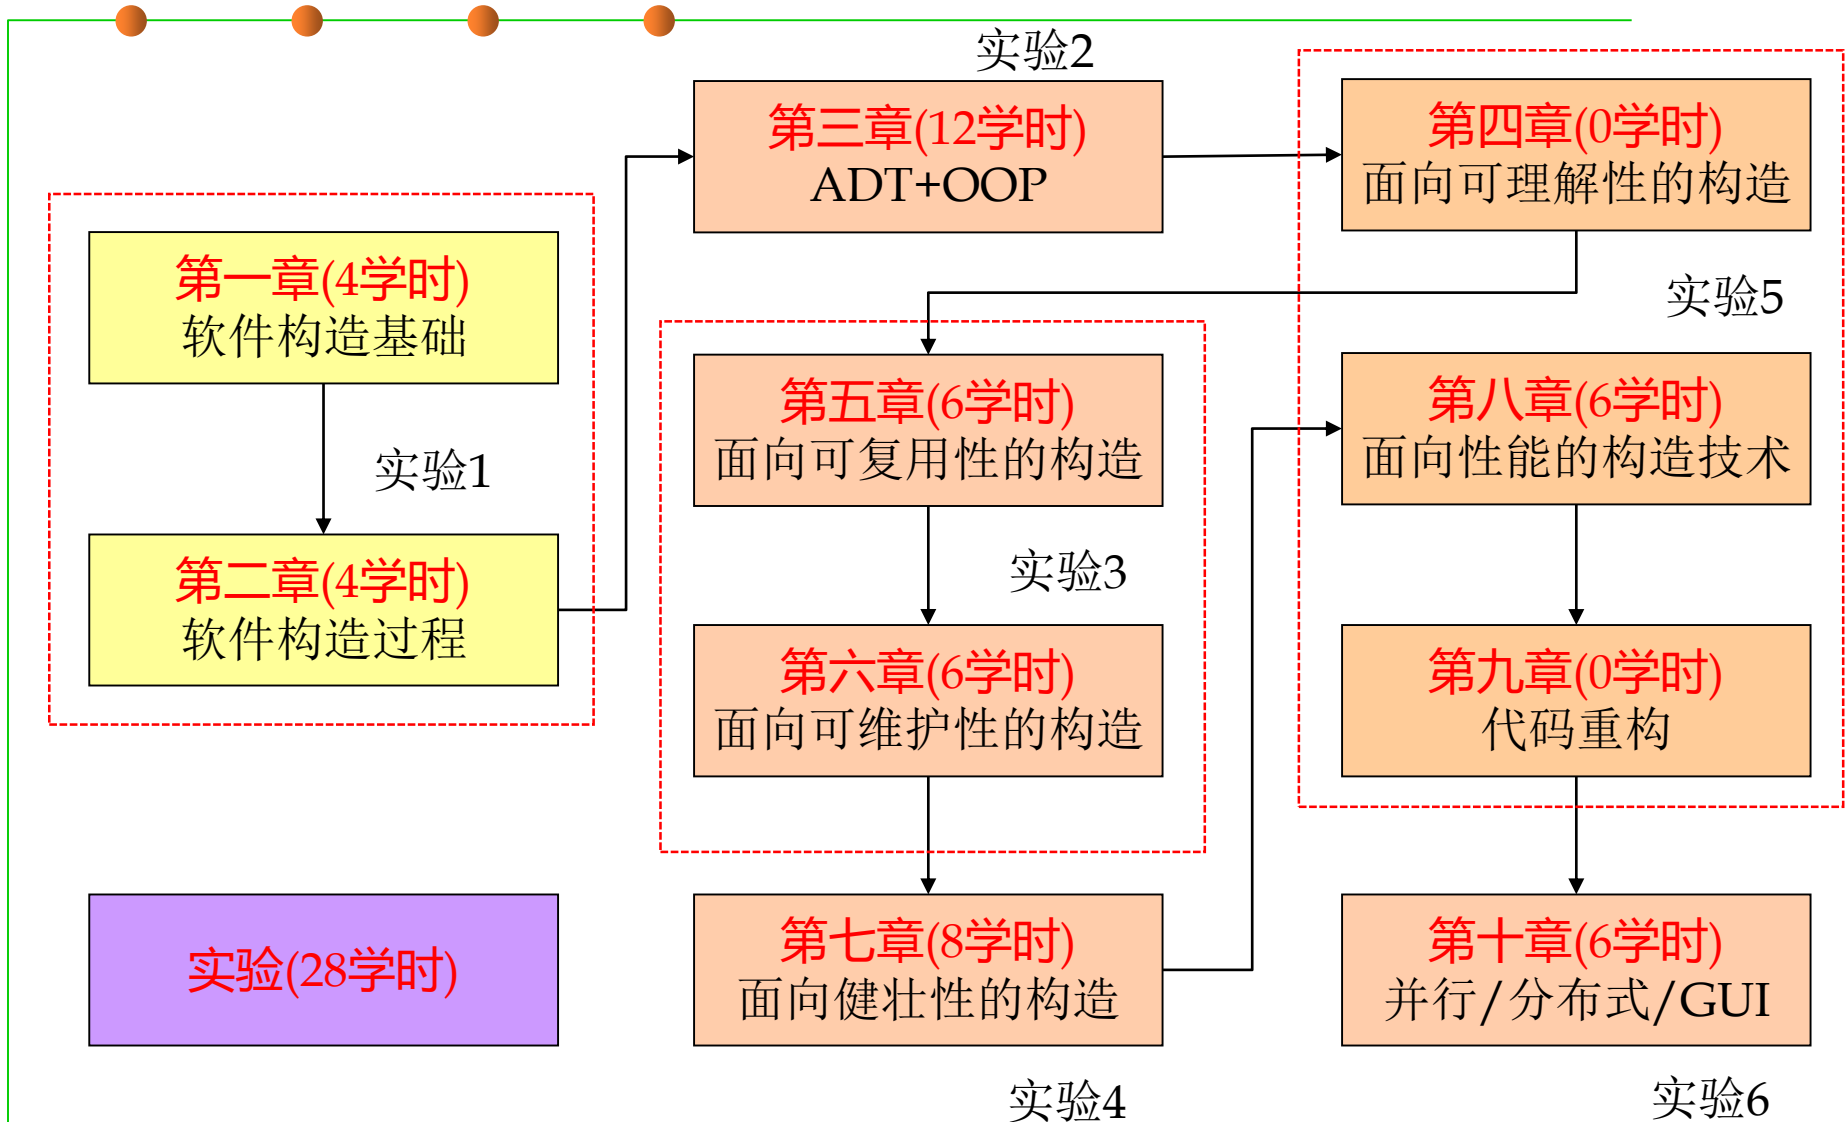 实验2
第三章(12学时)
ADT+OOP
第四章(0学时)
面向可理解性的构造
第一章(4学时)
软件构造基础
实验5
第五章(6学时)
面向可复用性的构造
第八章(6学时)
面向性能的构造技术
实验1
第二章(4学时)
软件构造过程
实验3
第六章(6学时)
面向可维护性的构造
第九章(0学时)
代码重构
实验(28学时)
第七章(8学时)
面向健壮性的构造
第十章(6学时)
并行/分布式/GUI
实验4
实验6